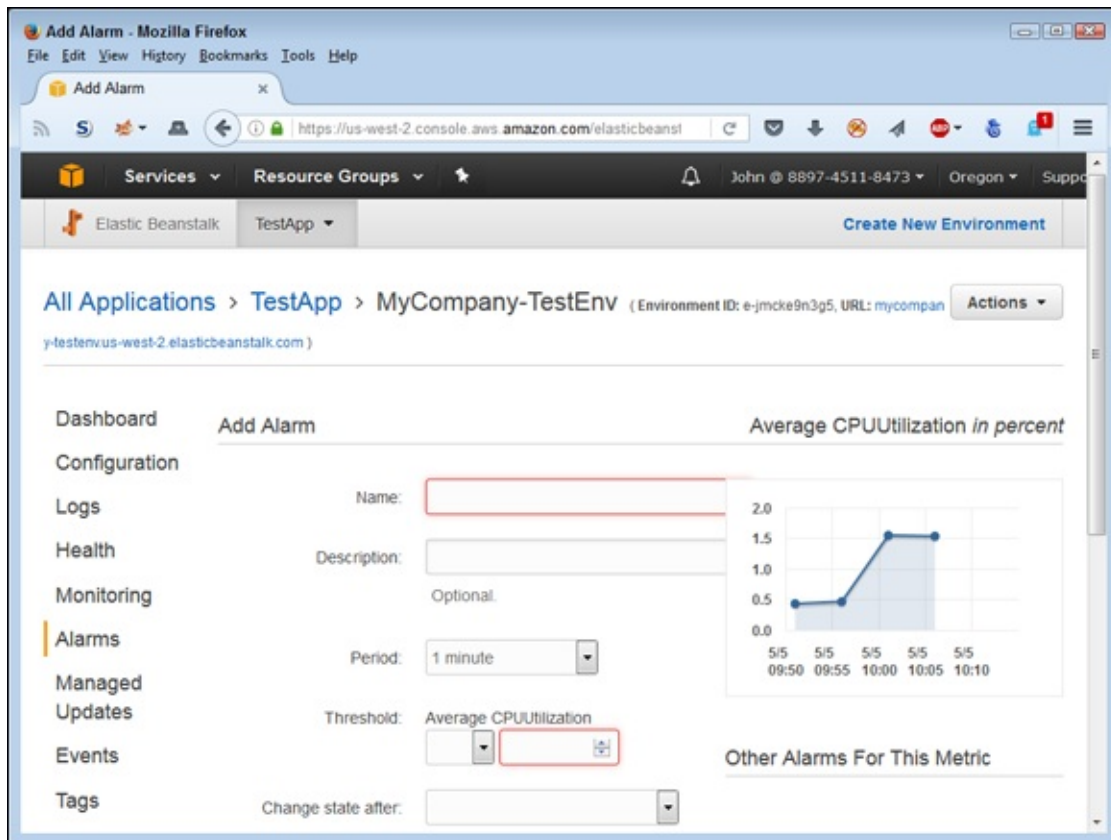 Add Alarm - Mozilla Firefox
File Edit View History Bookmarks Tools Help
Add Alarm
https://us-west-2.console.aws.amazon.com/elasticbeanst
Services Resource Groups John @ 8897-4511-8473 Oregon Suppo
Elastic Beanstalk TestApp Create New Environment
All Applications > TestApp > MyCompany-TestEnv ( Environment ID: e-jmcke9n3g5, URL: mycompan Actions
y-testenv.us-west-2.elasticbeanstalk.com )
Dashboard
Configuration
Logs
Health
Monitoring
Alarms
Managed
Updates
Events
Tags
Add Alarm
Name:
Description:
Optional.
Period: 1 minute
Threshold: Average CPUUtilization
Change state after:
Average CPUUtilization in percent
2.0
1.5
1.0
0.5
0.0
5/5 5/5 5/5 5/5 5/5
09:50 09:55 10:00 10:05 10:10
Other Alarms For This Metric